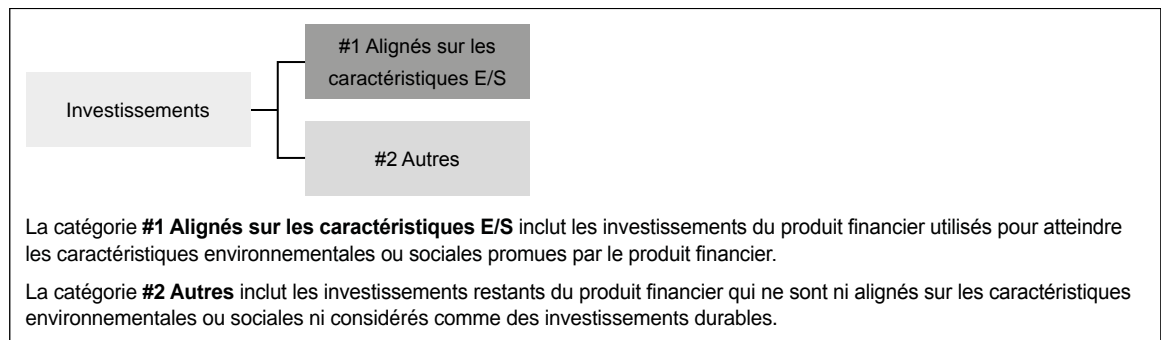 #1 Alignés sur les
caractéristiques E/S
Investissements
#2 Autres
La catégorie #1 Alignés sur les caractéristiques E/S inclut les investissements du produit financier utilisés pour atteindre
les caractéristiques environnementales ou sociales promues par le produit financier.
La catégorie #2 Autres inclut les investissements restants du produit financier qui ne sont ni alignés sur les caractéristiques
environnementales ou sociales ni considérés comme des investissements durables.